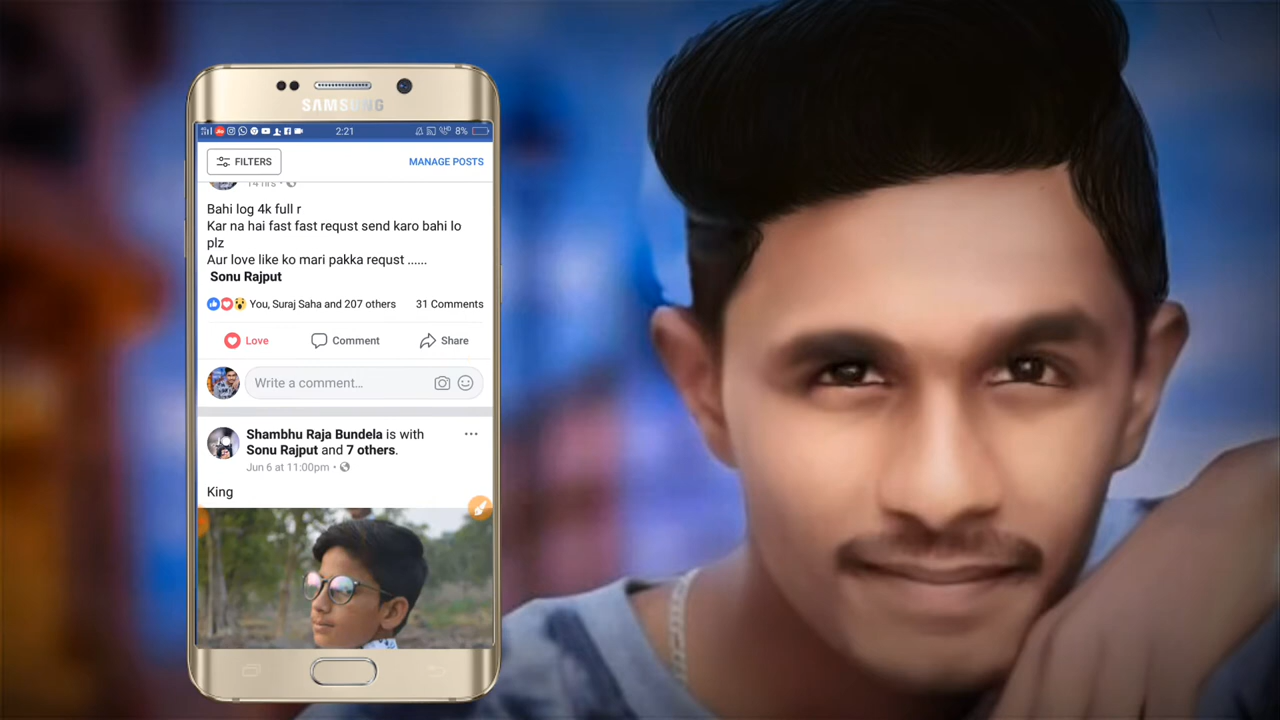 SAMSUNG
2:21
8%
FILTERS
MANAGE POSTS
14 hrs
Bahi log 4k full r
Kar na hai fast fast requst send karo bahi lo
plz
Aur love like ko mari pakka requst ......
Sonu Rajput
You, Suraj Saha and 207 others
31 Comments
Love
Comment
Share
Write a comment...
Shambhu Raja Bundela is with
Sonu Rajput and 7 others.
Jun 6 at 11:00pm
King